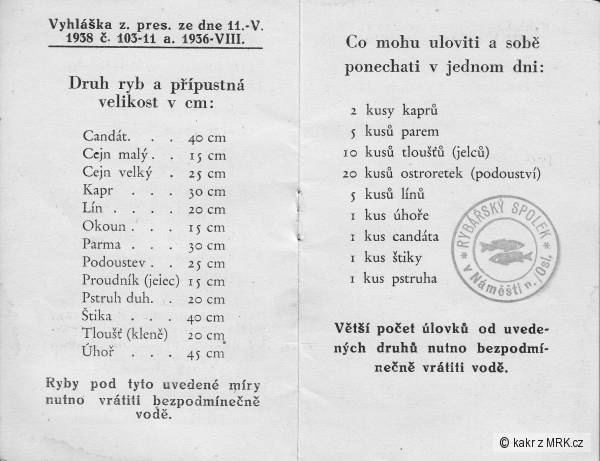 Vyhláška z. pres. ze dne 11.-V.
1938 č. 103-11 a. 1936-VIII.
Druh ryb a přípustná
velikost v cm:
Candát. . . 40 cm
Cejn malý . . 15 cm
Cejn velký . 25 cm
Kapr . . . 30 cm
Lín . . . . 20 cm
Okoun . . . 15 cm
Parma . . . 30 cm
Podoustev . . 25 cm
Proudník (jelec) 15 cm
Pstruh duh. . 20 cm
Štika . . . 40 cm
Tloušť (kleně) 20 cm
Úhoř . . . 45 cm
Ryby pod tyto uvedené míry
nutno vrátiti bezpodmínečně
vodě.
Co mohu uloviti a sobě
ponechati v jednom dni:
2 kusy kaprů
5 kusů parem
10 kusů tloušťů (jelců)
20 kusů ostroretek (podouství)
5 kusů línů
1 kus úhoře
1 kus candáta
1 kus štiky
1 kus pstruha
* RYBÁŘSKÝ SPOLEK *
v Náměšti n./Osl.
Větší počet úlovků od uvede-
ných druhů nutno bezpodmí-
nečně vrátiti vodě.
© kakr z MRK.cz